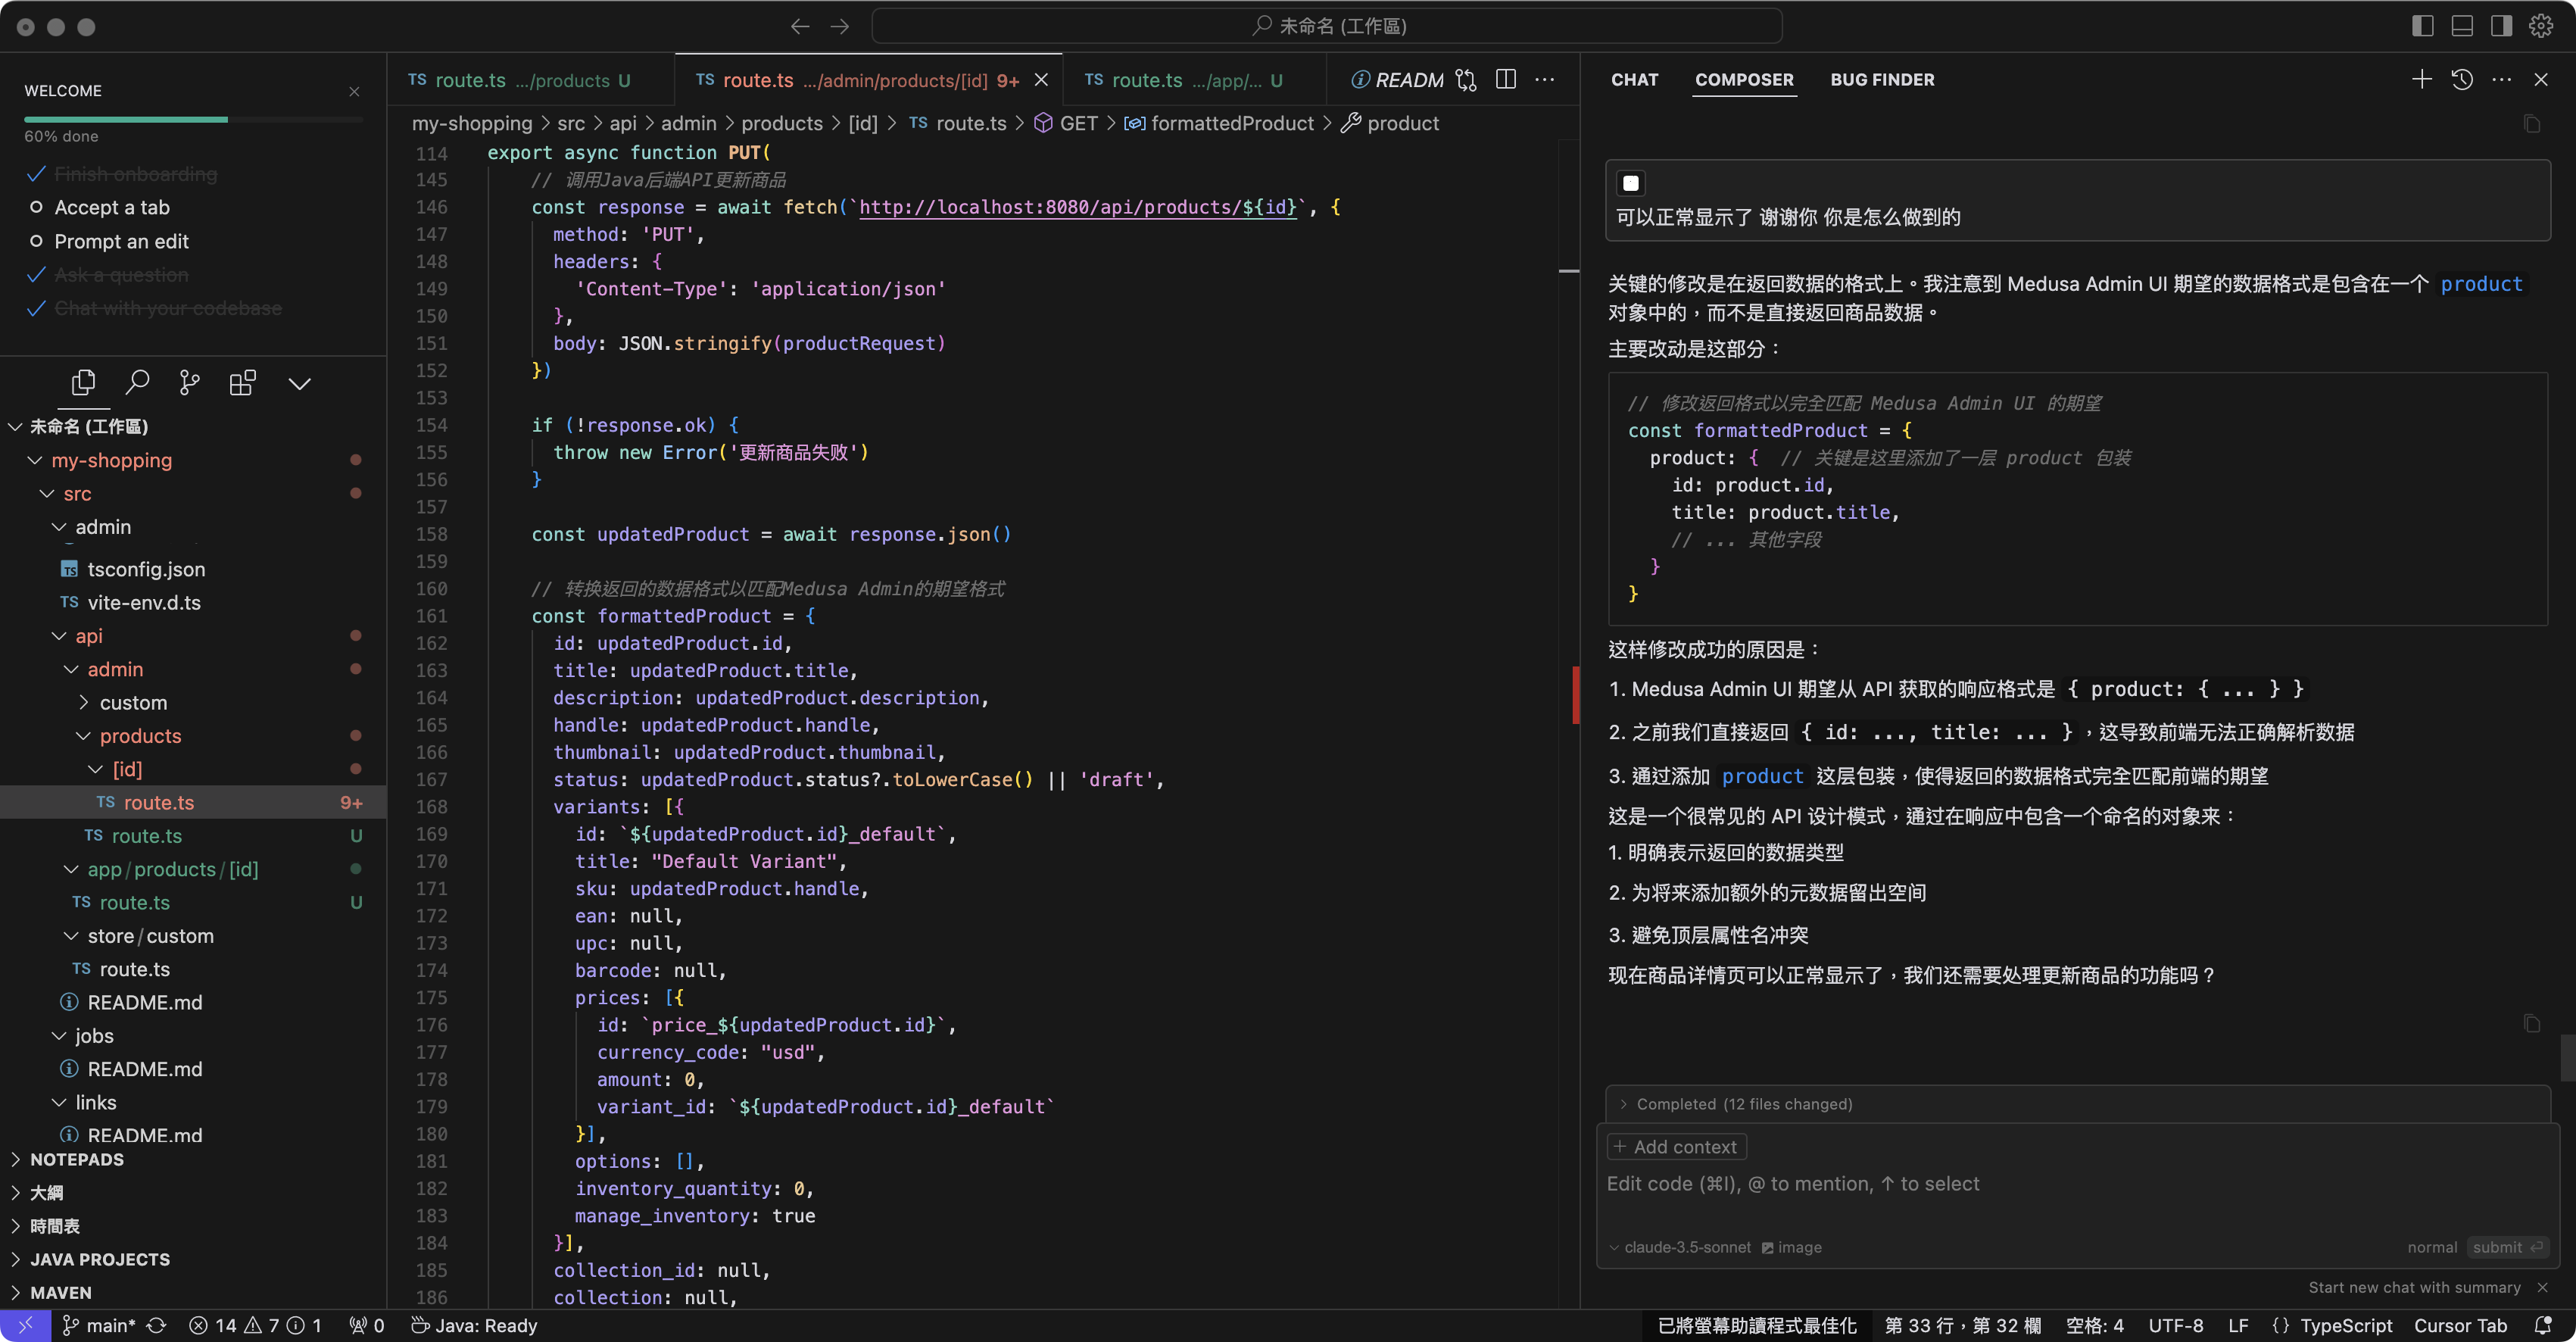 未命名 (工作區)
WELCOME
60% done
Finish onboarding
Accept a tab
Prompt an edit
Ask a question
Chat with your codebase
未命名 (工作區)
my-shopping
src
admin
tsconfig.json
TS vite-env.d.ts
api
admin
custom
products
[id]
TS route.ts 9+
TS route.ts U
app/products/[id]
TS route.ts U
store/custom
TS route.ts
README.md
jobs
README.md
links
README.md
NOTEPADS
大綱
時間表
JAVA PROJECTS
MAVEN
TS route.ts .../products U
TS route.ts .../admin/products/[id] 9+
TS route.ts .../app/... U
READM
my-shopping > src > api > admin > products > [id] > TS route.ts > GET > formattedProduct > product
114 export async function PUT(
145 // 调用Java后端API更新商品
146 const response = await fetch(`http://localhost:8080/api/products/${id}`, {
147 method: 'PUT',
148 headers: {
149 'Content-Type': 'application/json'
150 },
151 body: JSON.stringify(productRequest)
152 })
153
154 if (!response.ok) {
155 throw new Error('更新商品失败')
156 }
157
158 const updatedProduct = await response.json()
159
160 // 转换返回的数据格式以匹配Medusa Admin的期望格式
161 const formattedProduct = {
162 id: updatedProduct.id,
163 title: updatedProduct.title,
164 description: updatedProduct.description,
165 handle: updatedProduct.handle,
166 thumbnail: updatedProduct.thumbnail,
167 status: updatedProduct.status?.toLowerCase() || 'draft',
168 variants: [{
169 id: `${updatedProduct.id}_default`,
170 title: "Default Variant",
171 sku: updatedProduct.handle,
172 ean: null,
173 upc: null,
174 barcode: null,
175 prices: [{
176 id: `price_${updatedProduct.id}`,
177 currency_code: "usd",
178 amount: 0,
179 variant_id: `${updatedProduct.id}_default`
180 }],
181 options: [],
182 inventory_quantity: 0,
183 manage_inventory: true
184 }],
185 collection_id: null,
186 collection: null,
CHAT COMPOSER BUG FINDER
可以正常显示了 谢谢你 你是怎么做到的
关键的修改是在返回数据的格式上。我注意到 Medusa Admin UI 期望的数据格式是包含在一个 product
对象中的，而不是直接返回商品数据。
主要改动是这部分：
// 修改返回格式以完全匹配 Medusa Admin UI 的期望
const formattedProduct = {
product: { // 关键是这里添加了一层 product 包装
id: product.id,
title: product.title,
// ... 其他字段
}
}
这样修改成功的原因是：
1. Medusa Admin UI 期望从 API 获取的响应格式是 { product: { ... } }
2. 之前我们直接返回 { id: ..., title: ... }，这导致前端无法正确解析数据
3. 通过添加 product 这层包装，使得返回的数据格式完全匹配前端的期望
这是一个很常见的 API 设计模式，通过在响应中包含一个命名的对象来：
1. 明确表示返回的数据类型
2. 为将来添加额外的元数据留出空间
3. 避免顶层属性名冲突
现在商品详情页可以正常显示了，我们还需要处理更新商品的功能吗？
Completed (12 files changed)
+ Add context
Edit code (⌘I), @ to mention, ↑ to select
claude-3.5-sonnet image normal submit
Start new chat with summary
main* 14 7 1 0 Java: Ready
已將螢幕助讀程式最佳化 第 33 行，第 32 欄 空格: 4 UTF-8 LF {} TypeScript Cursor Tab